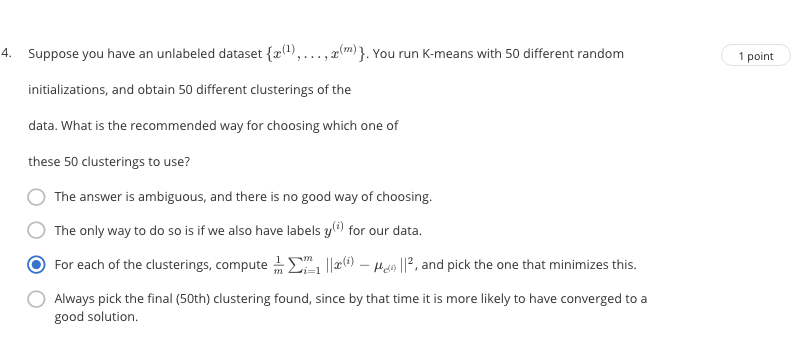 4. Suppose you have an unlabeled dataset {x^(1), . . . , x^(m)}. You run K-means with 50 different random
1 point
initializations, and obtain 50 different clusterings of the
data. What is the recommended way for choosing which one of
these 50 clusterings to use?
The answer is ambiguous, and there is no good way of choosing.
The only way to do so is if we also have labels y^(i) for our data.
For each of the clusterings, compute 1/m ∑_{i=1}^m ||x^(i) − μ_{c^(i)}||^2, and pick the one that minimizes this.
Always pick the final (50th) clustering found, since by that time it is more likely to have converged to a
good solution.